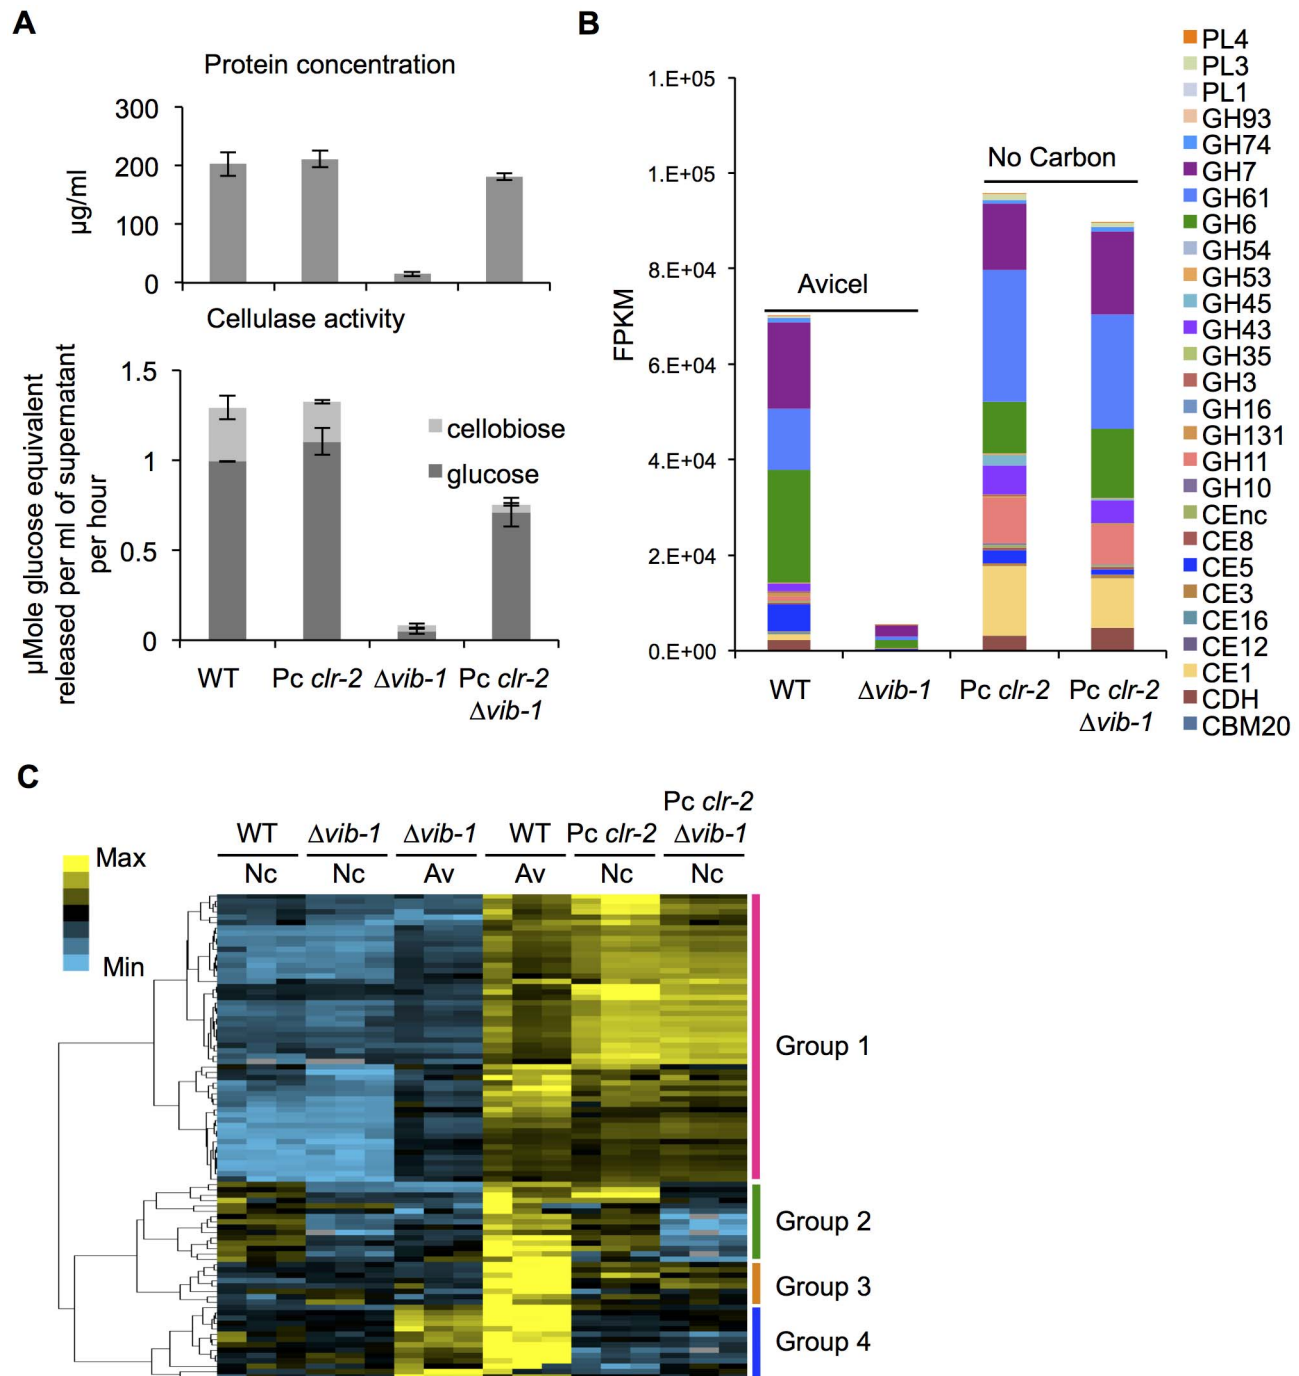 A
Protein concentration
300
200
100
0
µg/ml
Cellulase activity
1.5
1
0.5
0
µMole glucose equivalent
released per ml of supernatant
per hour
cellobiose
glucose
WT
Pc clr-2
Δvib-1
Pc clr-2
Δvib-1
B
1.E+05
1.E+05
8.E+04
6.E+04
4.E+04
2.E+04
0.E+00
FPKM
Avicel
No Carbon
WT
Δvib-1
Pc clr-2
Pc clr-2
Δvib-1
PL4
PL3
PL1
GH93
GH74
GH7
GH61
GH6
GH54
GH53
GH45
GH43
GH35
GH3
GH16
GH131
GH11
GH10
CEnc
CE8
CE5
CE3
CE16
CE12
CE1
CDH
CBM20
C
Max
Min
WT
Δvib-1
Δvib-1
WT
Pc clr-2
Pc clr-2
Δvib-1
Nc
Nc
Av
Av
Nc
Nc
Group 1
Group 2
Group 3
Group 4